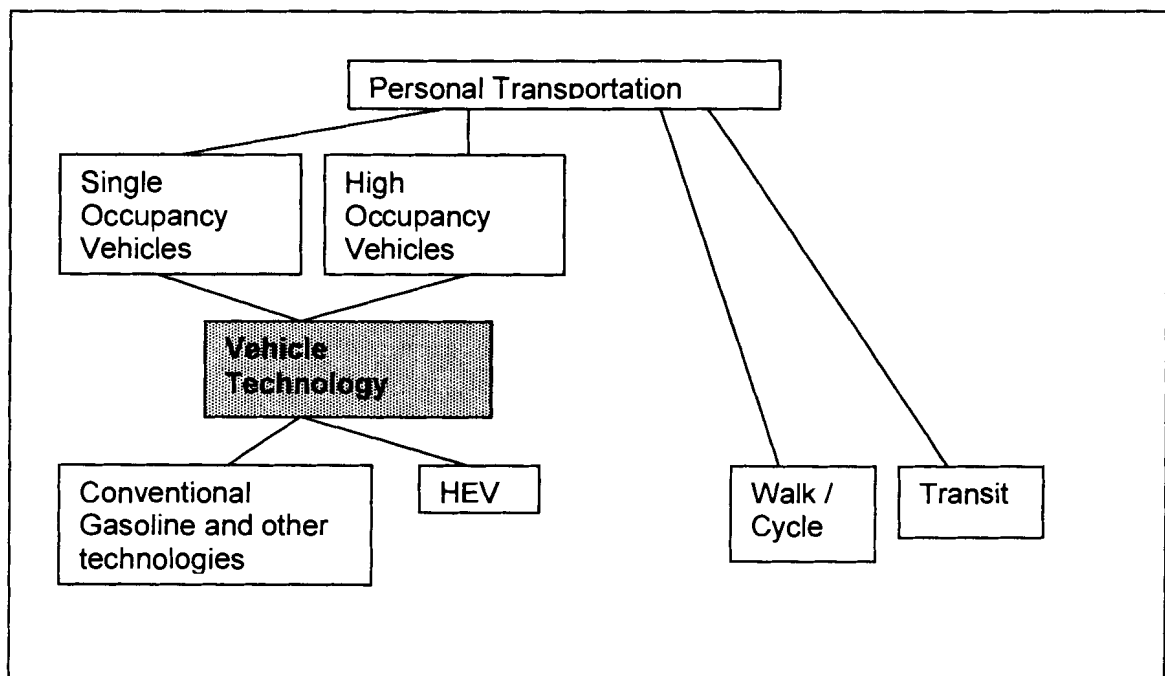 Personal Transportation
Single
Occupancy
Vehicles
High
Occupancy
Vehicles
Vehicle
Technology
Conventional
Gasoline and other
technologies
HEV
Walk /
Cycle
Transit